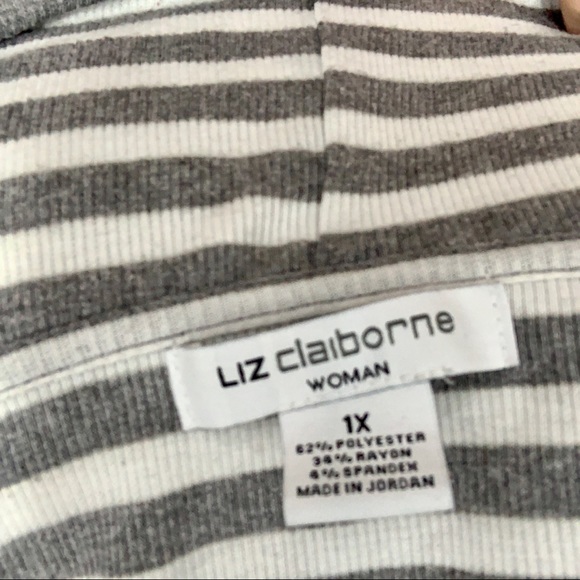 LIZ claiborne
WOMAN
1X
62% POLYESTER
34% RAYON
4% SPANDEX
MADE IN JORDAN